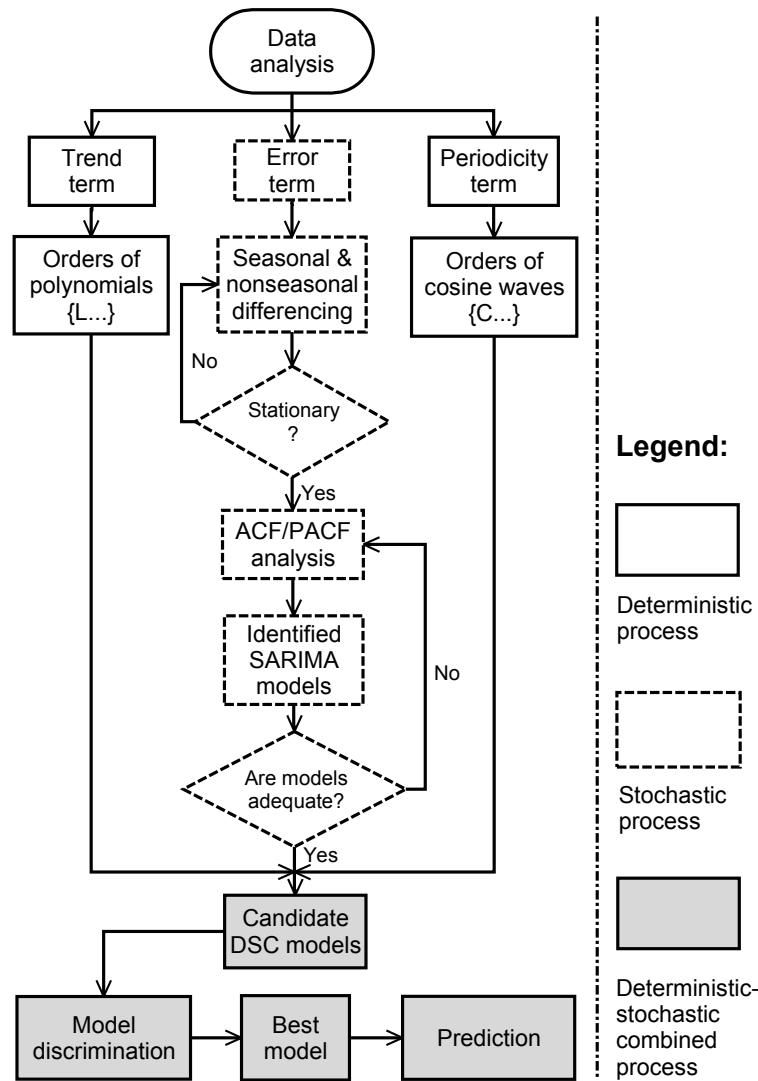 Data
analysis
Trend
term
Error
term
Periodicity
term
Orders of
polynomials
{L...}
Seasonal &
nonseasonal
differencing
Orders of
cosine waves
{C...}
No
Stationary
?
Yes
ACF/PACF
analysis
Identified
SARIMA
models
No
Are models
adequate?
Yes
Candidate
DSC models
Model
discrimination
Best
model
Prediction
Legend:
Deterministic
process
Stochastic
process
Deterministic-
stochastic
combined
process